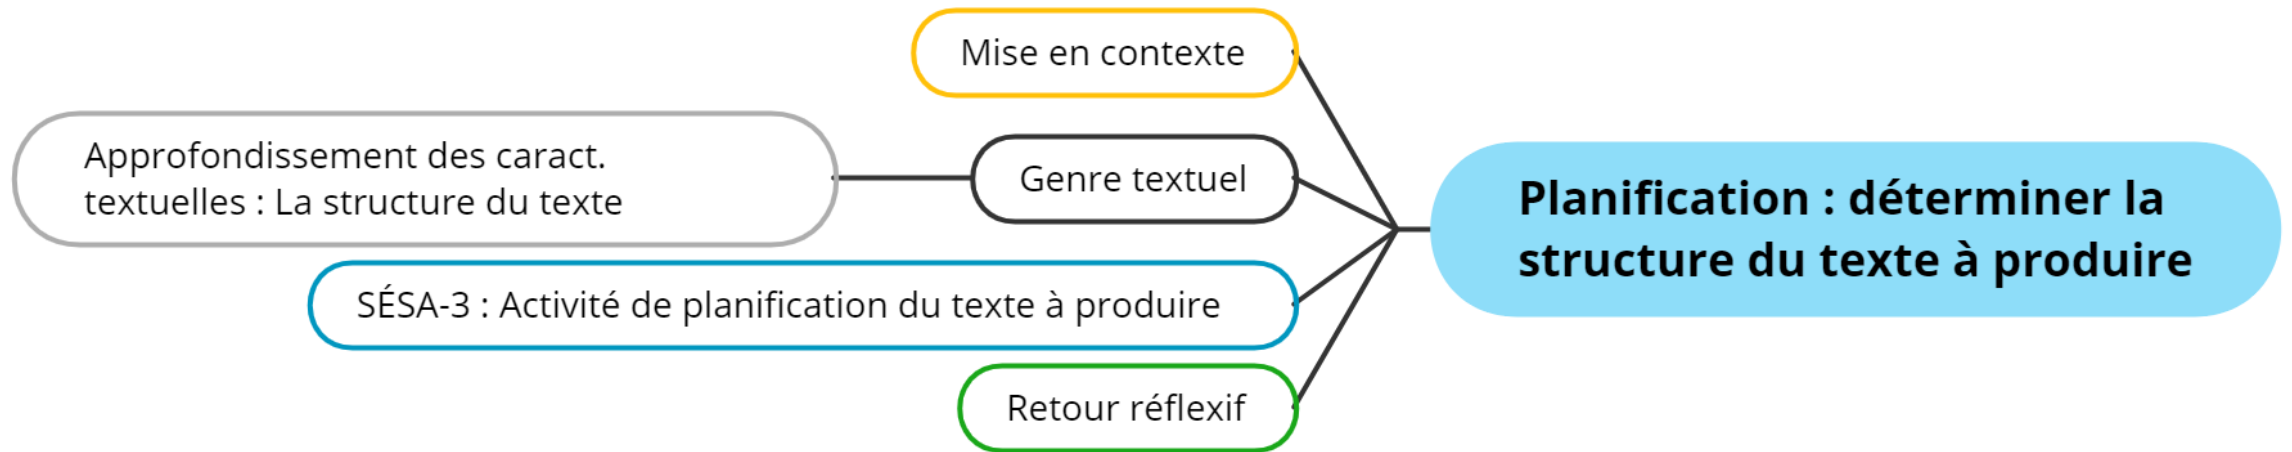 Mise en contexte
Approfondissement des caract.
textuelles : La structure du texte
Genre textuel
Planification : déterminer la
structure du texte à produire
SÉSA-3 : Activité de planification du texte à produire
Retour réflexif